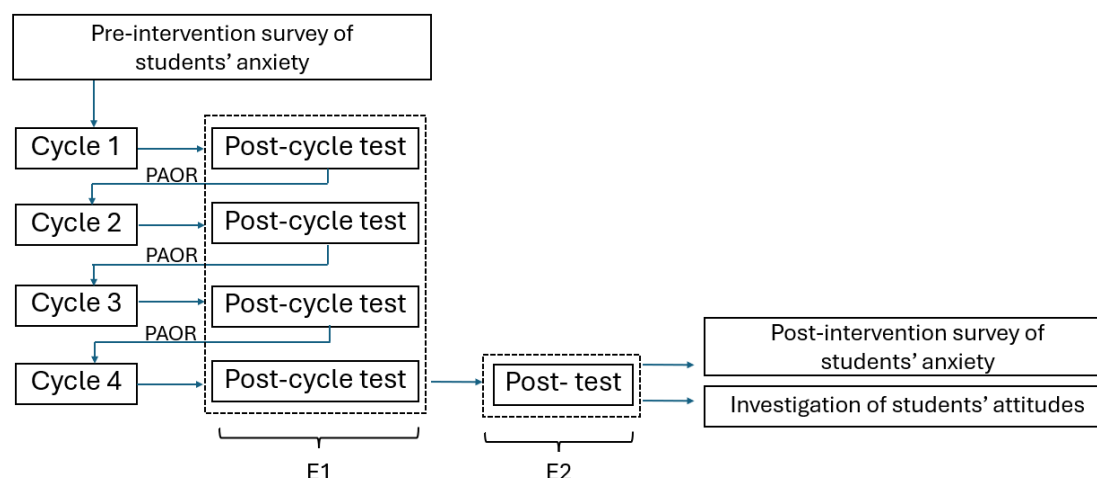 Pre-intervention survey of
students’ anxiety
Cycle 1
Post-cycle test
PAOR
Cycle 2
Post-cycle test
PAOR
Cycle 3
Post-cycle test
PAOR
Cycle 4
Post-cycle test
Post- test
Post-intervention survey of
students’ anxiety
Investigation of students’ attitudes
E1
E2